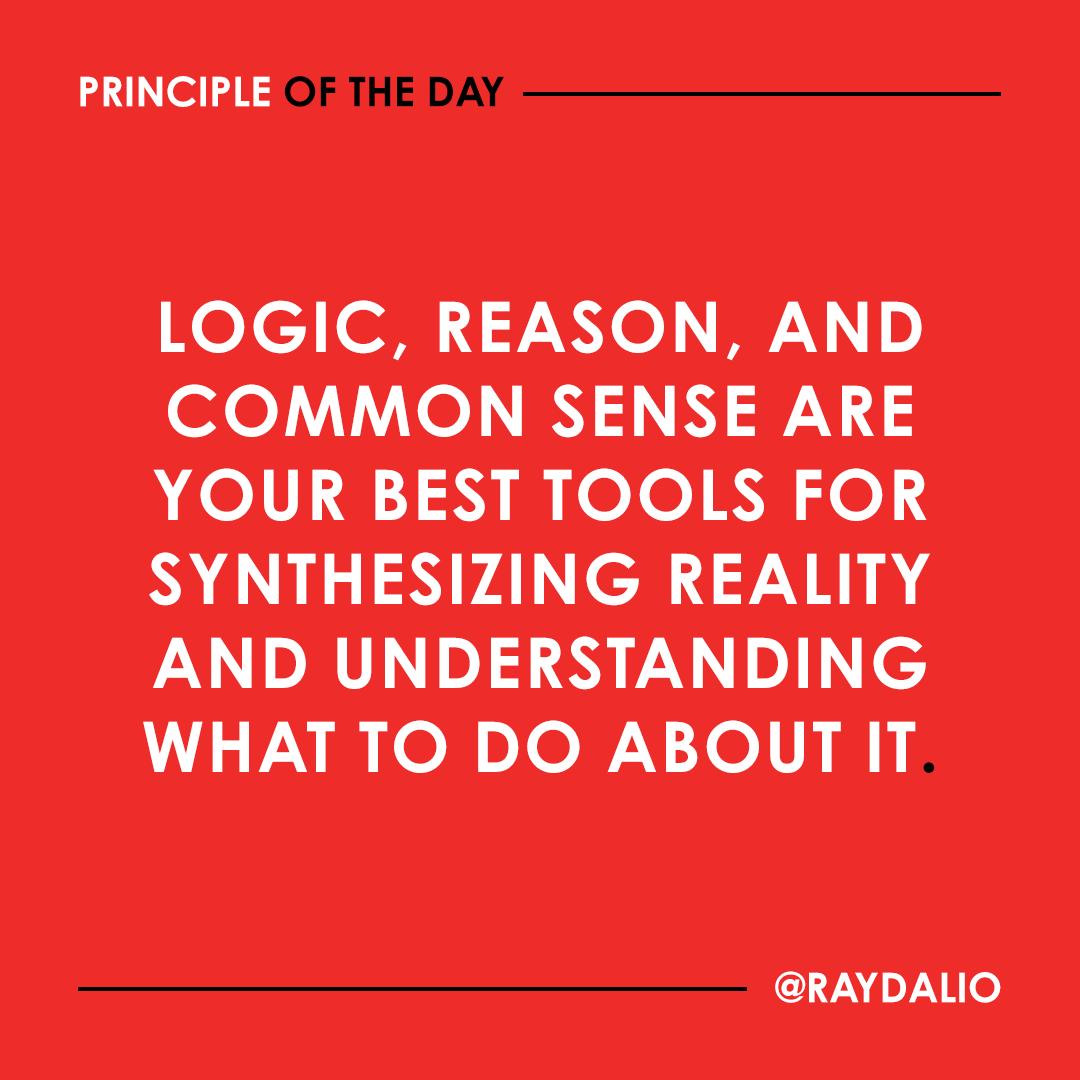 PRINCIPLE OF THE DAY
LOGIC, REASON, AND
COMMON SENSE ARE
YOUR BEST TOOLS FOR
SYNTHESIZING REALITY
AND UNDERSTANDING
WHAT TO DO ABOUT IT.
@RAYDALIO